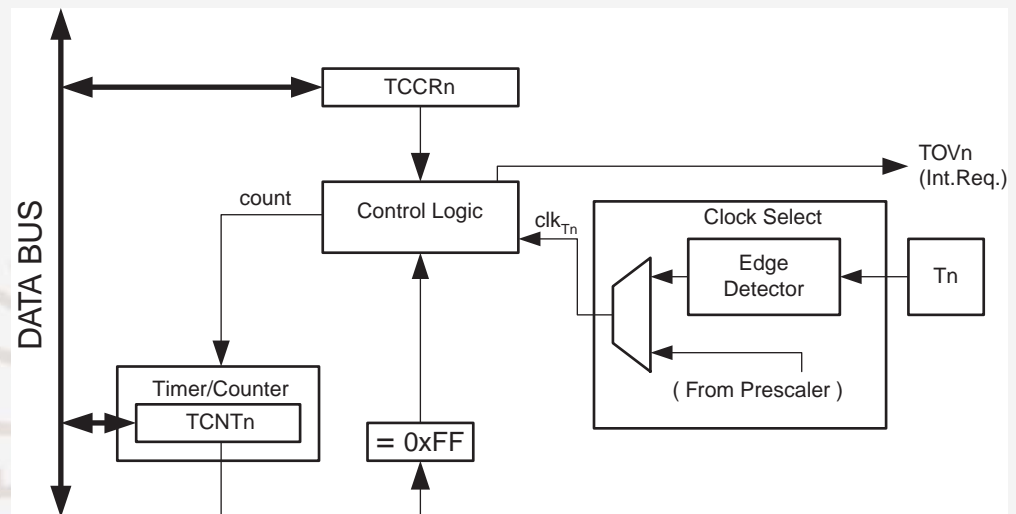 TCCRn
TOVn
(Int.Req.)
count
Control Logic
clkTn
Clock Select
Edge
Detector
Tn
DATA BUS
( From Prescaler )
Timer/Counter
TCNTn
= 0xFF